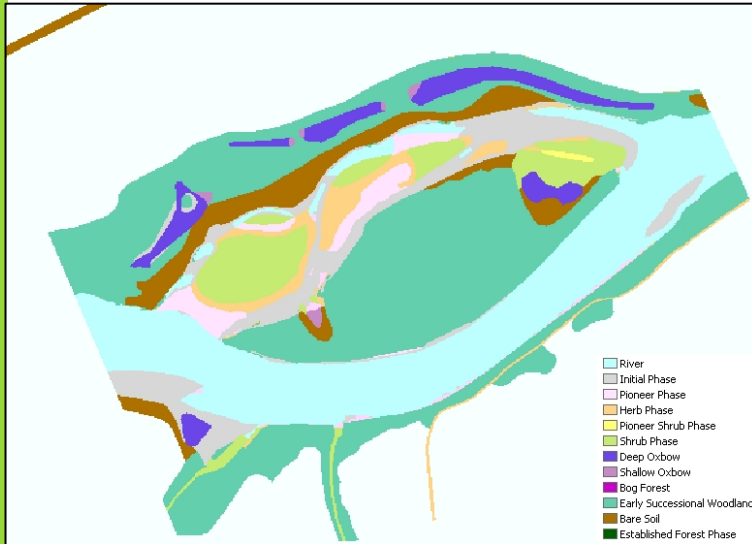 River
Initial Phase
Pioneer Phase
Herb Phase
Pioneer Shrub Phase
Shrub Phase
Deep Oxbow
Shallow Oxbow
Bog Forest
Early Successional Woodland
Bare Soil
Established Forest Phase